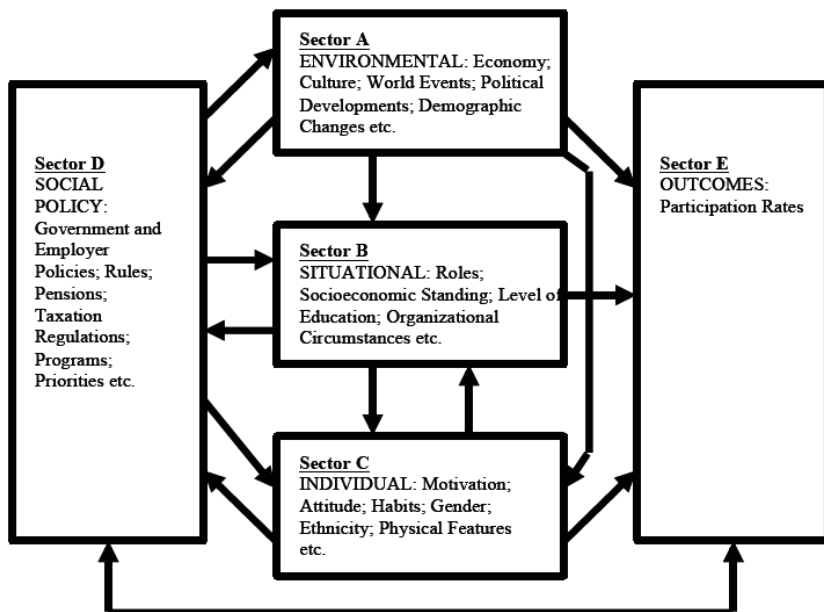 Sector A
ENVIRONMENTAL: Economy;
Culture; World Events; Political
Developments; Demographic
Changes etc.
Sector D
SOCIAL
POLICY:
Government and
Employer
Policies; Rules;
Pensions;
Taxation
Regulations;
Programs;
Priorities etc.
Sector B
SITUATIONAL: Roles;
Socioeconomic Standing; Level of
Education; Organizational
Circumstances etc.
Sector C
INDIVIDUAL: Motivation;
Attitude; Habits; Gender;
Ethnicity; Physical Features
etc.
Sector E
OUTCOMES:
Participation Rates